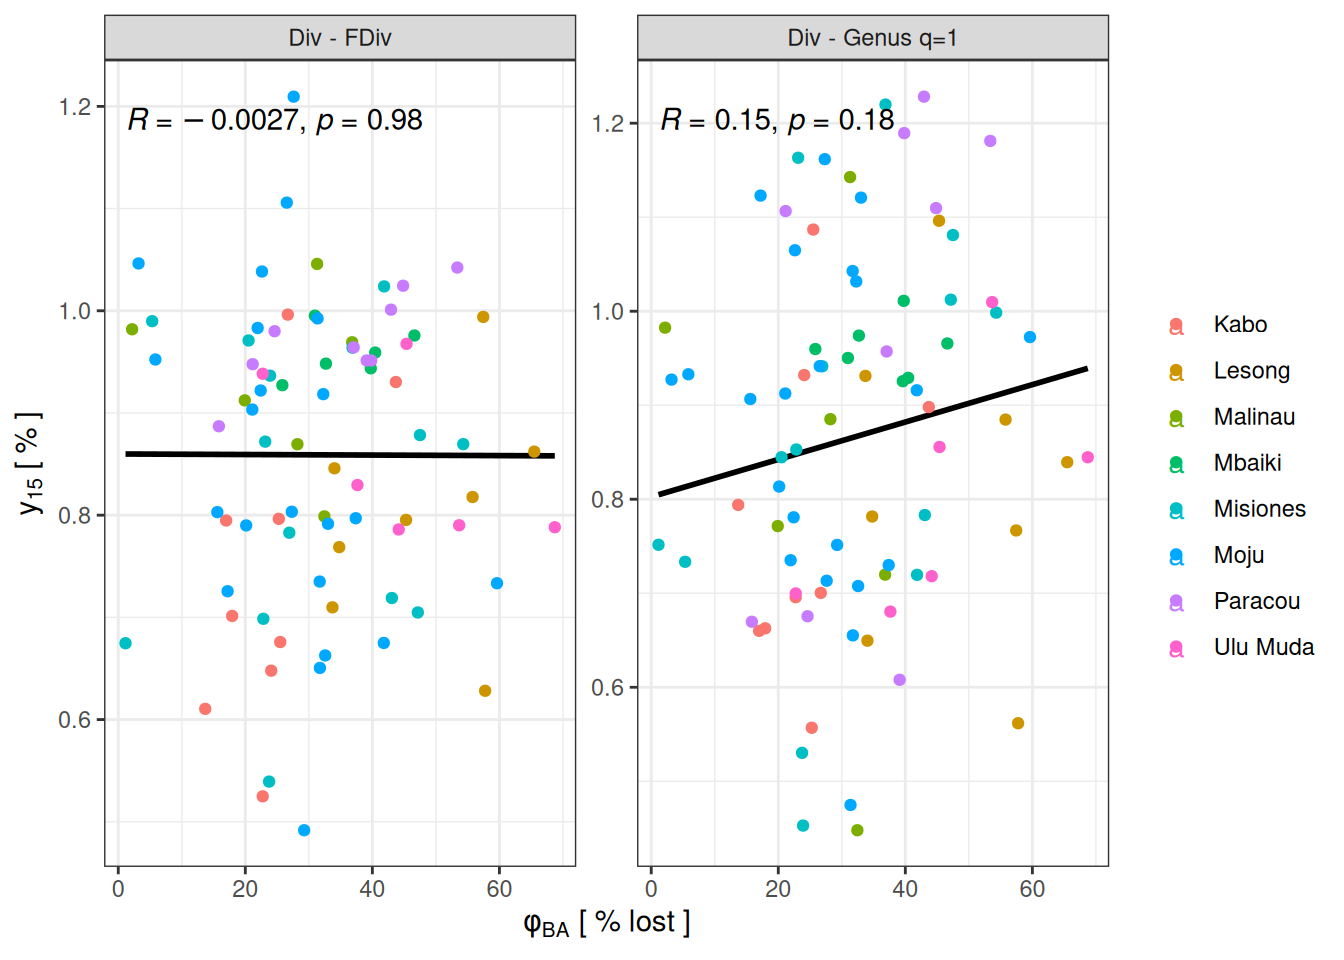 Div - FDiv
Div - Genus q=1
R = − 0.0027, p = 0.98
R = 0.15, p = 0.18
1.2
1.0
0.8
0.6
1.2
1.0
0.8
0.6
y15 [ % ]
0 20 40 60
0 20 40 60
φBA [ % lost ]
a Kabo
a Lesong
a Malinau
a Mbaiki
a Misiones
a Moju
a Paracou
a Ulu Muda